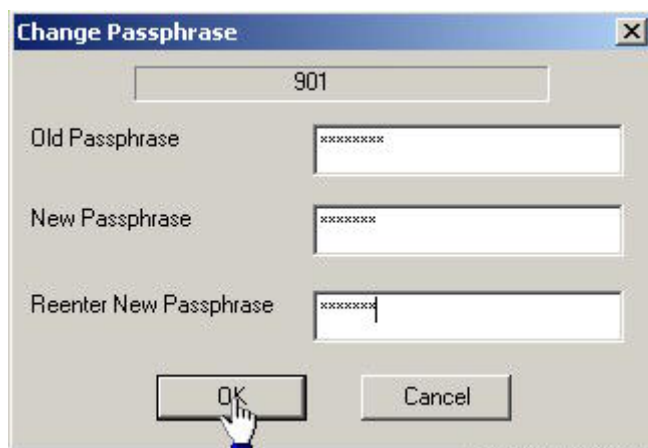 Change Passphrase
901
Old Passphrase ********
New Passphrase *******
Reenter New Passphrase *******
OK Cancel